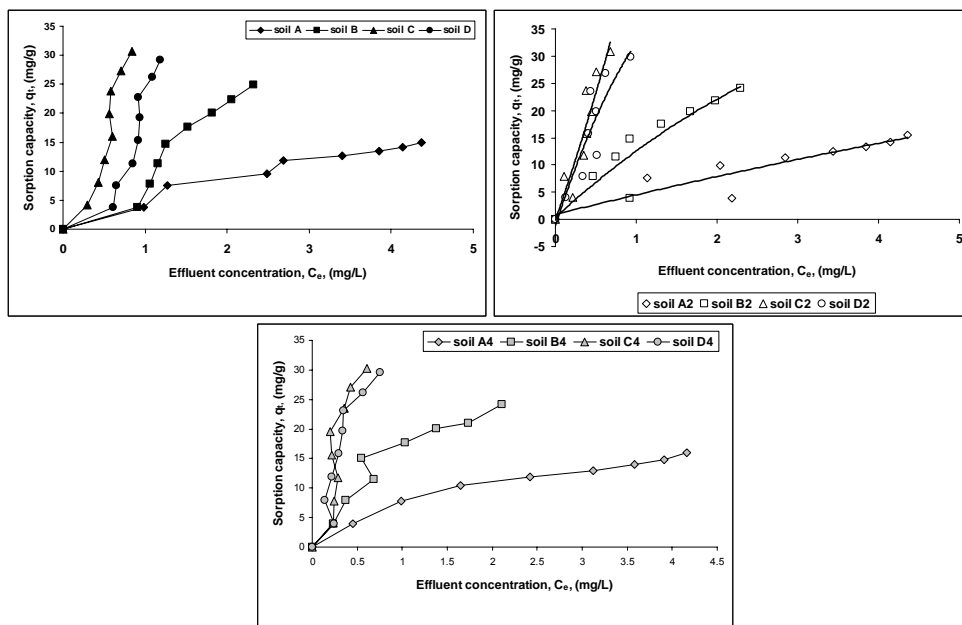 soil A soil B soil C soil D
35
30
25
20
15
10
5
0
0 1 2 3 4 5
Sorption capacity, qt, (mg/g)
Effluent concentration, Ce, (mg/L)
35
30
25
20
15
10
5
0
-5
0 1 2 3 4 5
Sorption capacity, qt, (mg/g)
Effluent concentration, Ce, (mg/L)
soil A2 soil B2 soil C2 soil D2
soil A4 soil B4 soil C4 soil D4
35
30
25
20
15
10
5
0
0 0.5 1 1.5 2 2.5 3 3.5 4 4.5
Sorption capacity, qt, (mg/g)
Effluent concentration, Ce, (mg/L)